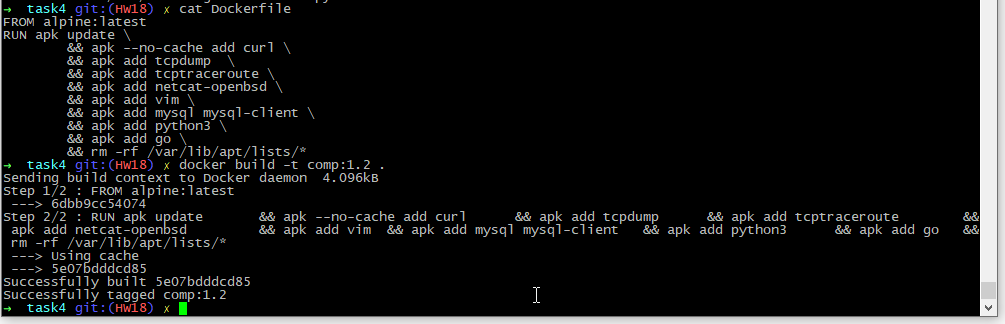 → task4 git:(HW18) ✗ cat Dockerfile
FROM alpine:latest
RUN apk update \
        && apk --no-cache add curl \
        && apk add tcpdump  \
        && apk add tcptraceroute \
        && apk add netcat-openbsd \
        && apk add vim \
        && apk add mysql mysql-client \
        && apk add python3 \
        && apk add go \
        && rm -rf /var/lib/apt/lists/*
→ task4 git:(HW18) ✗ docker build -t comp:1.2 .
Sending build context to Docker daemon  4.096kB
Step 1/2 : FROM alpine:latest
 ---> 6dbb9cc54074
Step 2/2 : RUN apk update       && apk --no-cache add curl      && apk add tcpdump      && apk add tcptraceroute        &&
 apk add netcat-openbsd         && apk add vim  && apk add mysql mysql-client   && apk add python3      && apk add go   &&
 rm -rf /var/lib/apt/lists/*
 ---> Using cache
 ---> 5e07bdddcd85
Successfully built 5e07bdddcd85
Successfully tagged comp:1.2
→ task4 git:(HW18) ✗